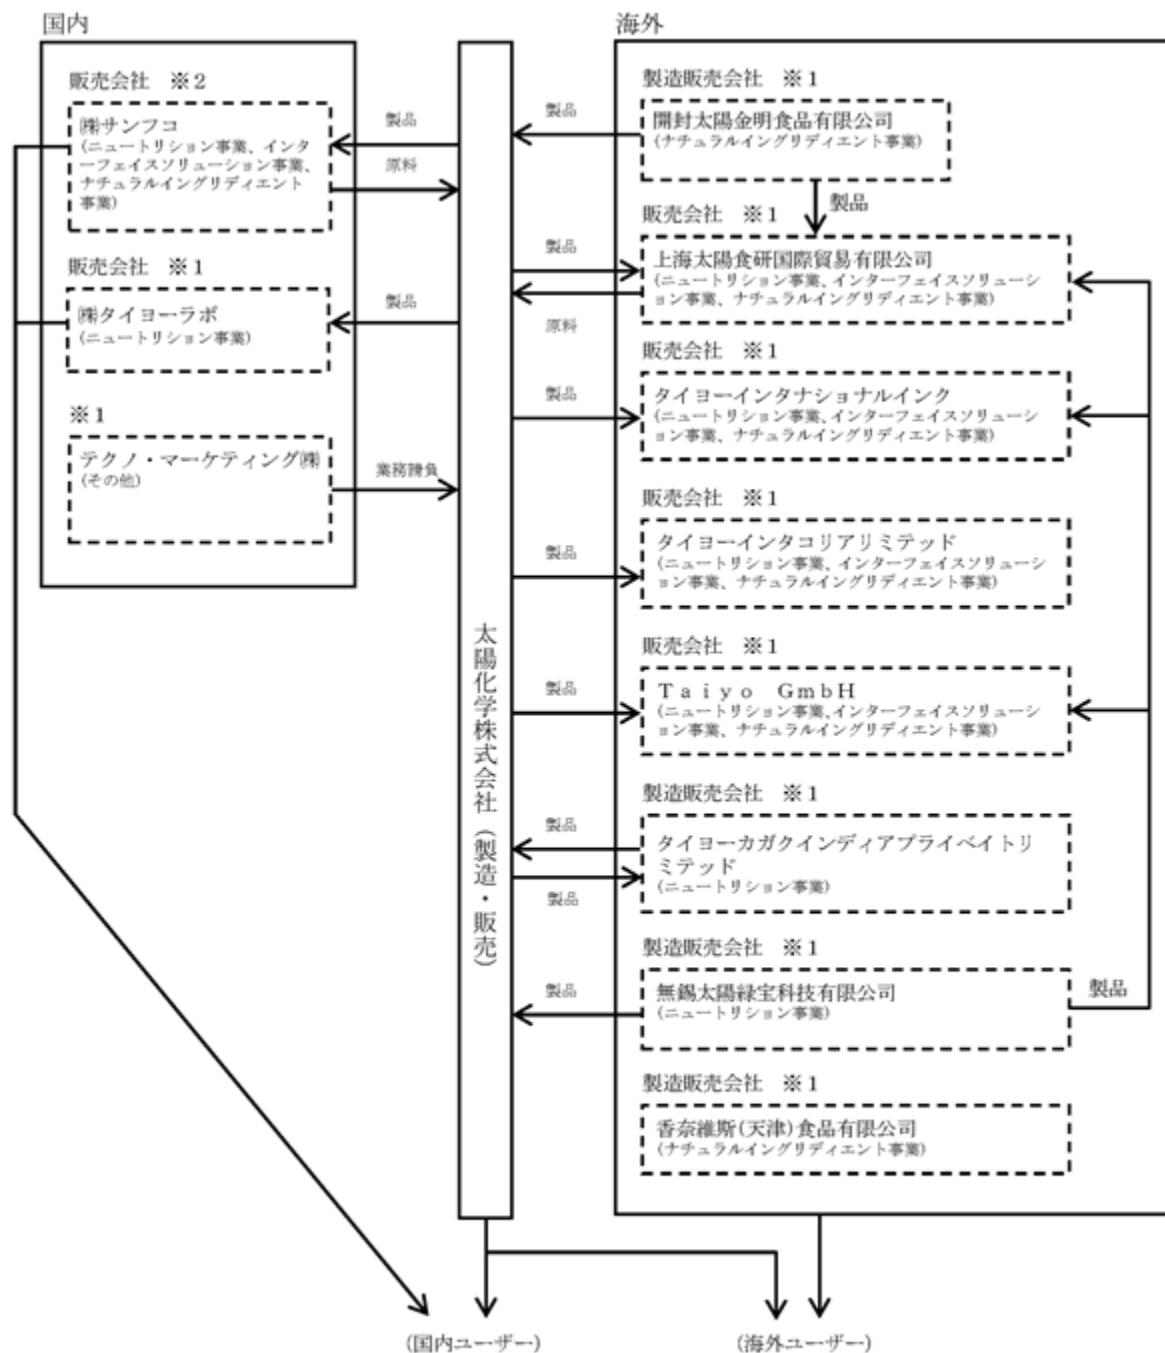 国内
販売会社　※2
㈱サンフコ
(ニュートリション事業、インタ
ーフェイスソリューション事業、
ナチュラルイングリディエント
事業)
販売会社　※1
㈱タイヨーラボ
(ニュートリション事業)
※1
テクノ・マーケティング㈱
(その他)
製品
原料
製品
業務請負
太陽化学株式会社（製造・販売）
海外
製造販売会社　※1
製品
開封太陽金明食品有限公司
(ナチュラルイングリディエント事業)
製品
販売会社　※1
製品
上海太陽食研国際貿易有限公司
(ニュートリション事業、インターフェイスソリューシ
ョン事業、ナチュラルイングリディエント事業)
原料
販売会社　※1
製品
タイヨーインタナショナルインク
(ニュートリション事業、インターフェイスソリューシ
ョン事業、ナチュラルイングリディエント事業)
販売会社　※1
製品
タイヨーインタコリアリミテッド
(ニュートリション事業、インターフェイスソリューシ
ョン事業、ナチュラルイングリディエント事業)
販売会社　※1
製品
Ｔａｉｙｏ　ＧｍｂＨ
(ニュートリション事業、インターフェイスソリューシ
ョン事業、ナチュラルイングリディエント事業)
製造販売会社　※1
製品
タイヨーカガクインディアプライベイトリ
ミテッド
(ニュートリション事業)
製品
製造販売会社　※1
製品
無錫太陽緑宝科技有限公司
(ニュートリション事業)
製品
製造販売会社　※1
香奈維斯(天津)食品有限公司
(ナチュラルイングリディエント事業)
(国内ユーザー)
(海外ユーザー)